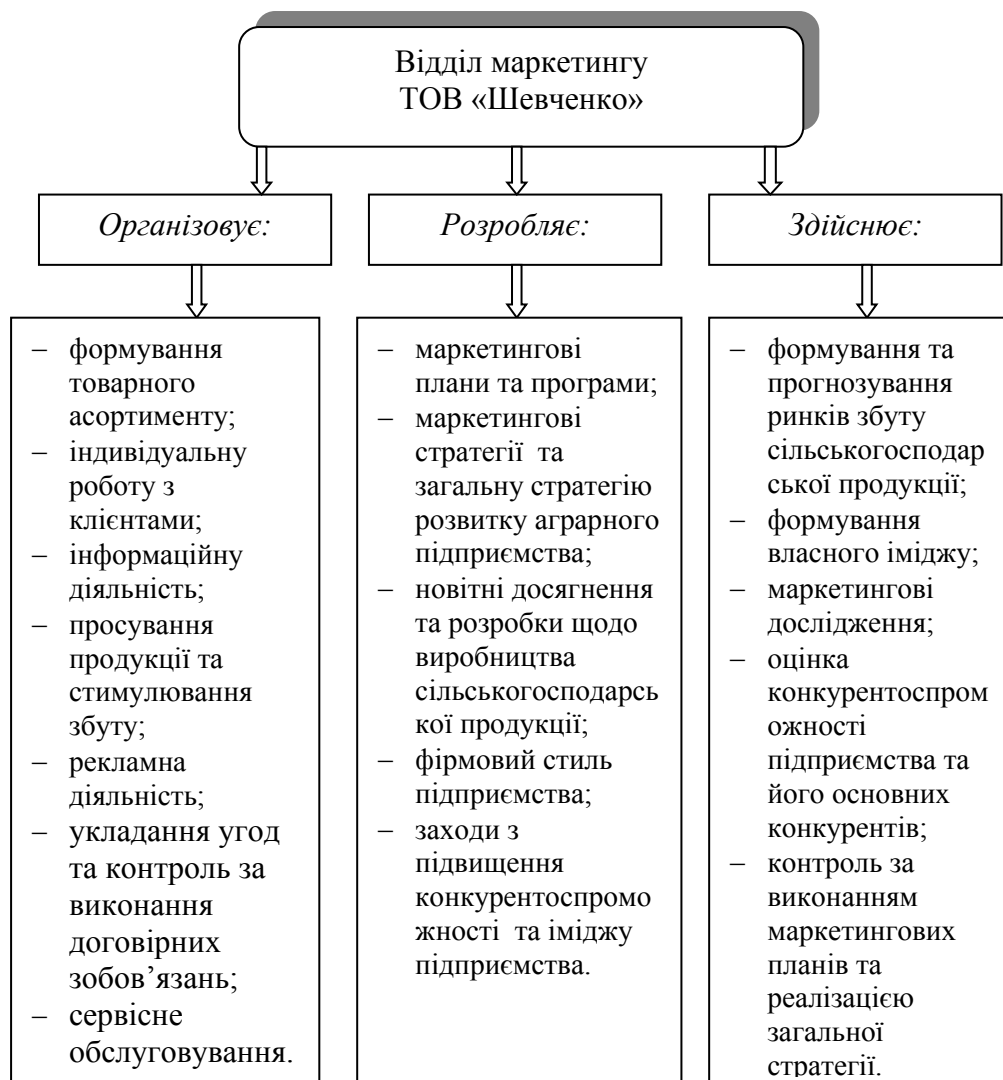 Відділ маркетингу
ТОВ «Шевченко»
Організовує:
Розробляє:
Здійснює:
– формування
товарного
асортименту;
– індивідуальну
роботу з
клієнтами;
– інформаційну
діяльність;
– просування
продукції та
стимулювання
збуту;
– рекламна
діяльність;
– укладання угод
та контроль за
виконання
договірних
зобов’язань;
– сервісне
обслуговування.
– маркетингові
плани та програми;
– маркетингові
стратегії та
загальну стратегію
розвитку аграрного
підприємства;
– новітні досягнення
та розробки щодо
виробництва
сільськогосподарсь
кої продукції;
– фірмовий стиль
підприємства;
– заходи з
підвищення
конкурентоспромо
жності та іміджу
підприємства.
– формування та
прогнозування
ринків збуту
сільськогосподар
ської продукції;
– формування
власного іміджу;
– маркетингові
дослідження;
– оцінка
конкурентоспром
ожності
підприємства та
його основних
конкурентів;
– контроль за
виконанням
маркетингових
планів та
реалізацією
загальної
стратегії.